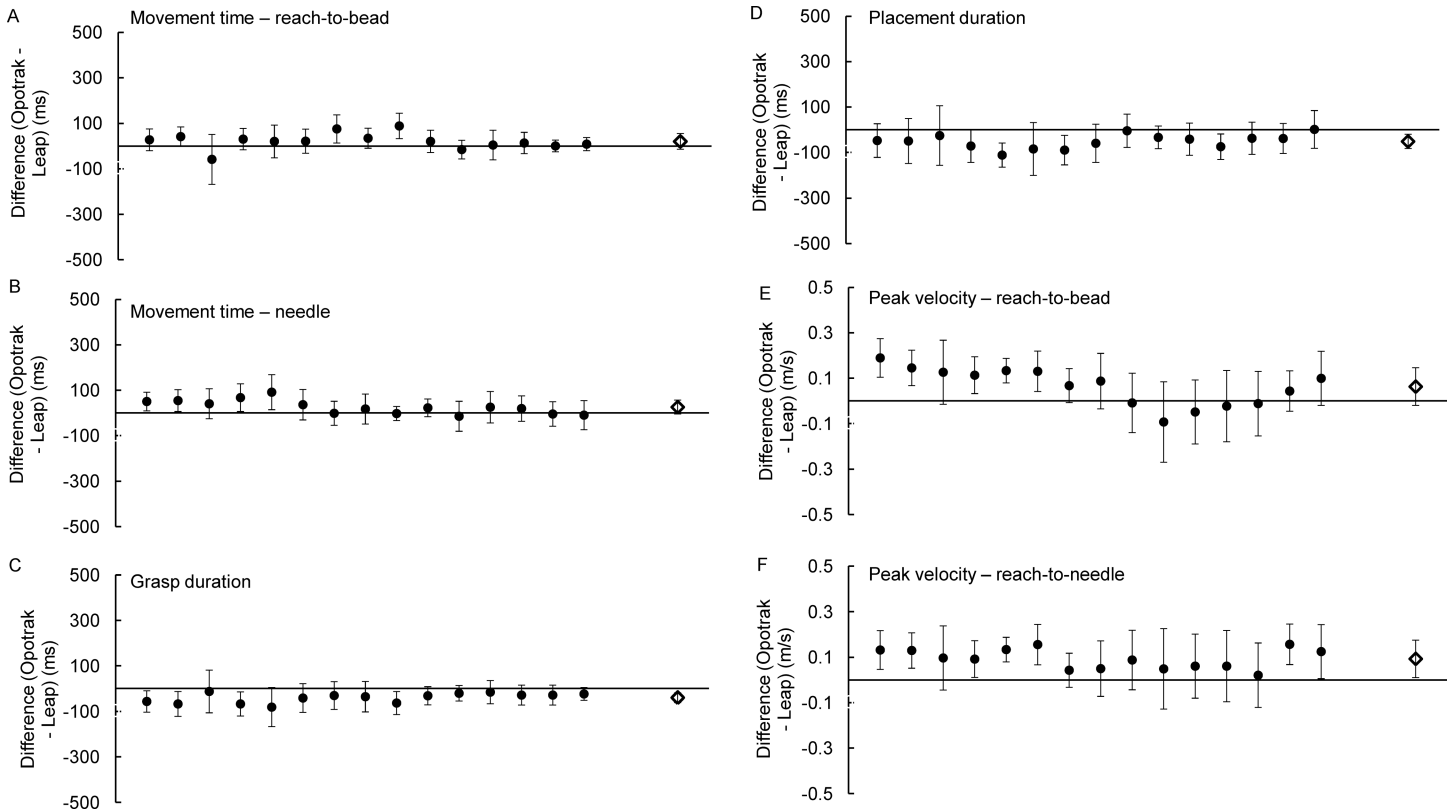 A
Movement time – reach-to-bead
Difference (Opotrak -
Leap) (ms)
500
300
100
-100
-300
-500
B
Movement time – needle
Difference (Opotrak
- Leap) (ms)
500
300
100
-100
-300
-500
C
Grasp duration
Difference (Opotrak
- Leap) (ms)
500
300
100
-100
-300
-500
D
Placement duration
Difference (Opotrak
- Leap) (ms)
500
300
100
-100
-300
-500
E
Peak velocity – reach-to-bead
Difference (Opotrak
- Leap) (m/s)
0.5
0.3
0.1
-0.1
-0.3
-0.5
F
Peak velocity – reach-to-needle
Difference (Opotrak
- Leap) (m/s)
0.5
0.3
0.1
-0.1
-0.3
-0.5